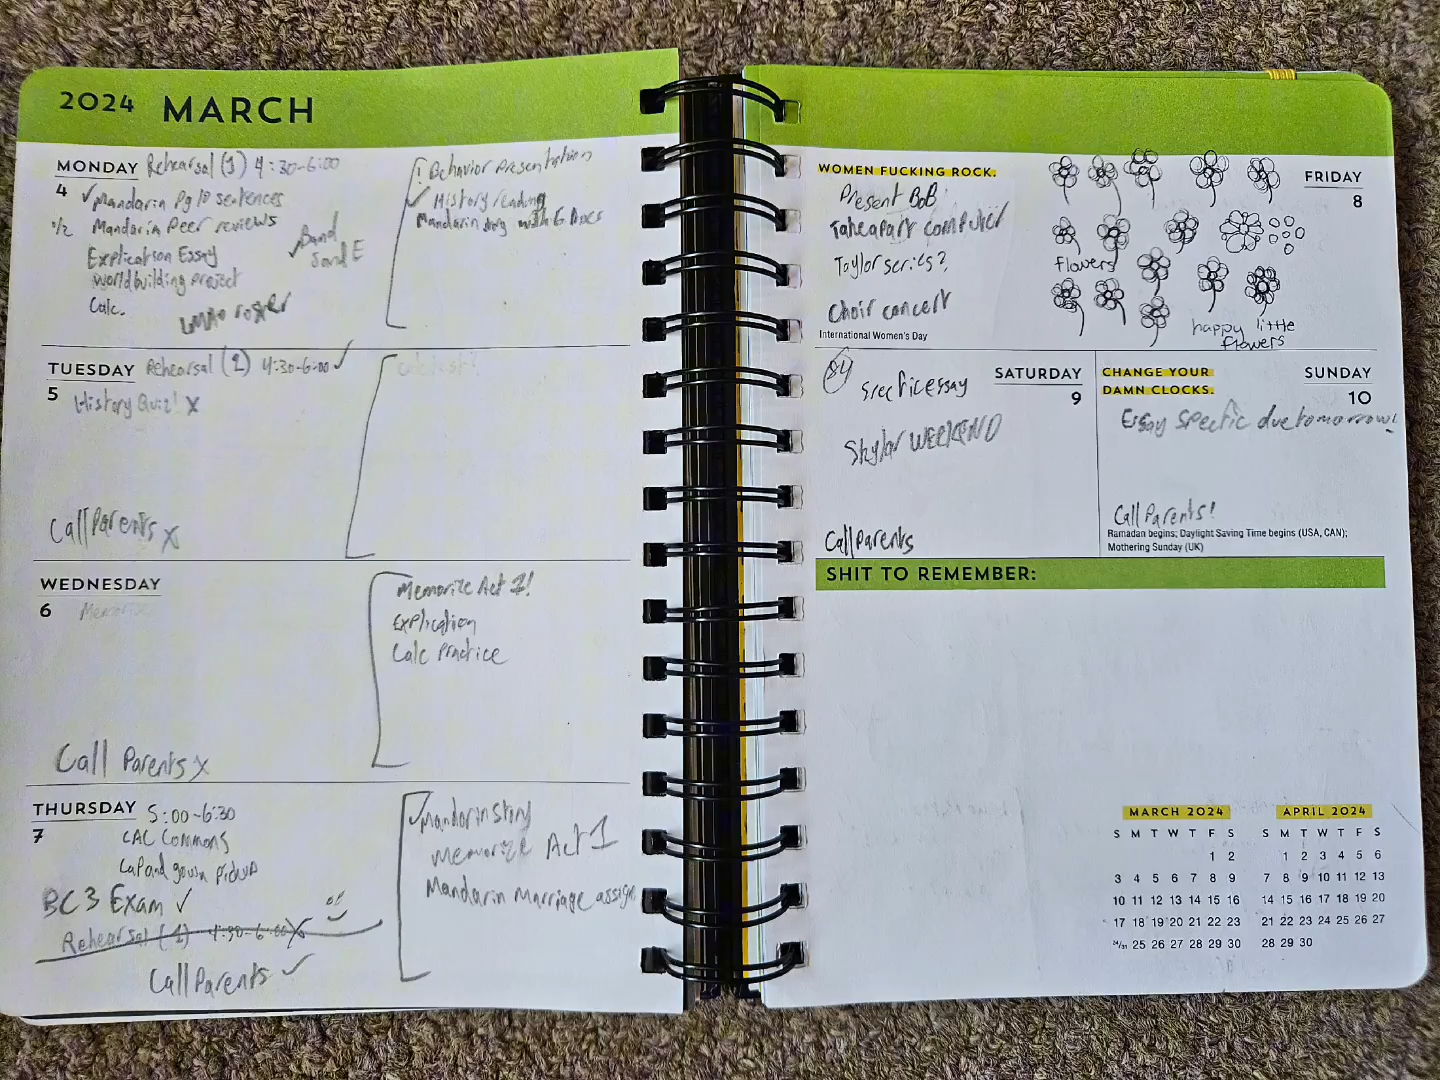 2024 MARCH
MONDAY Rehearsal (1) 4:30-6:00
4 ✓ Mandarin Pg 10 sentences
1/2 Mandarin Peer reviews
Explication Essay
worldbuilding project
Calc.
✓ Band
Sand E
LMAO roster
! Behavior Presentation
✓ History reading
Mandarin
TUESDAY Rehearsal (2) 4:30-6:00 ✓
5 History Quiz! x
Call Parents x
WEDNESDAY
6 Memorize
Memorize Act 1!
Explication
Calc Practice
Call Parents x
THURSDAY 5:00-6:30
7 CAC Commons
Cap and gown pickup
BC 3 Exam ✓
Rehearsal (1) 4:30-6:00 X
Call Parents ✓
✓ Mandarin
Memorize Act 1
Mandarin Marriage assign
WOMEN FUCKING ROCK.
FRIDAY
8
Present BoB
Take apart computer
Taylor series?
Choir concert
International Women's Day
flowers
happy little
flowers
SATURDAY
9
Specific essay
Skylar WEEKEND
Call Parents
CHANGE YOUR
DAMN CLOCKS.
SUNDAY
10
Essay Specfic due tomorrow!
Call Parents!
Ramadan begins; Daylight Saving Time begins (USA, CAN);
Mothering Sunday (UK)
SHIT TO REMEMBER:
MARCH 2024
S M T W T F S
1 2
3 4 5 6 7 8 9
10 11 12 13 14 15 16
17 18 19 20 21 22 23
24/31 25 26 27 28 29 30
APRIL 2024
S M T W T F S
1 2 3 4 5 6
7 8 9 10 11 12 13
14 15 16 17 18 19 20
21 22 23 24 25 26 27
28 29 30